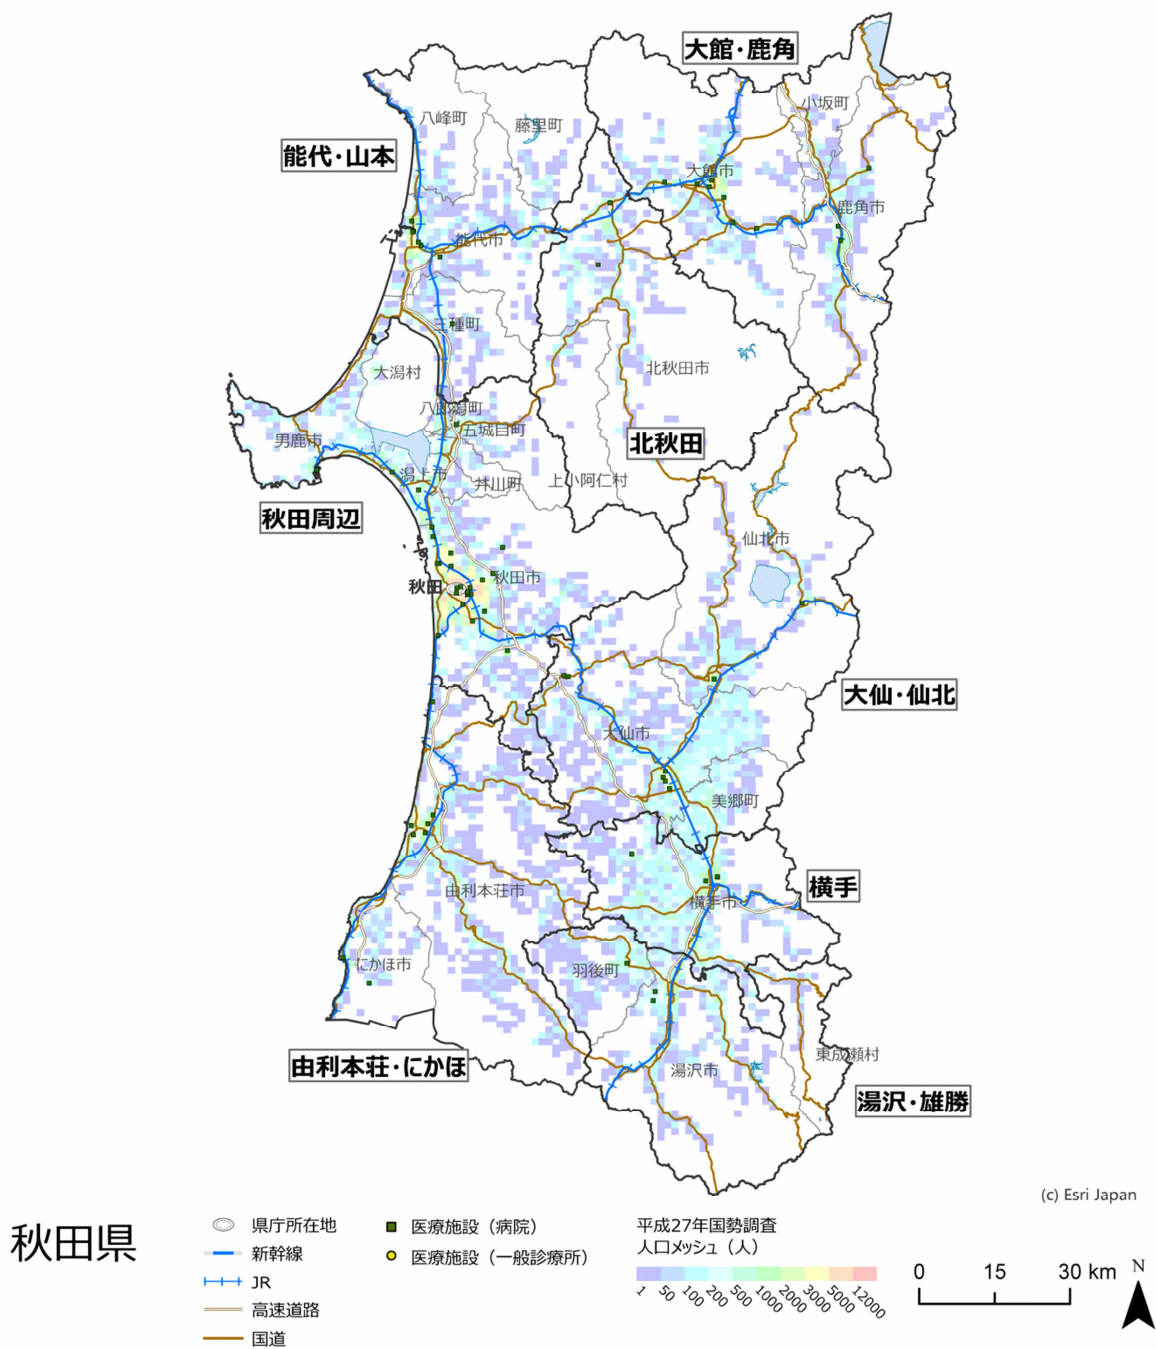 大館・鹿角
小坂町
八峰町
藤里町
能代・山本
大館市
鹿角市
能代市
三種町
北秋田市
大潟村
八郎潟町
五城目町
男鹿市
北秋田
潟上市
井川町
上小阿仁村
秋田周辺
仙北市
秋田
秋田市
大仙・仙北
大仙市
美郷町
横手
由利本荘市
横手市
にかほ市
羽後町
東成瀬村
由利本荘・にかほ
湯沢市
湯沢・雄勝
(c) Esri Japan
秋田県
県庁所在地
新幹線
JR
高速道路
国道
医療施設（病院）
医療施設（一般診療所）
平成27年国勢調査
人口メッシュ（人）
1 50 100 200 500 1000 2000 3000 5000 12000
0 15 30 km
N